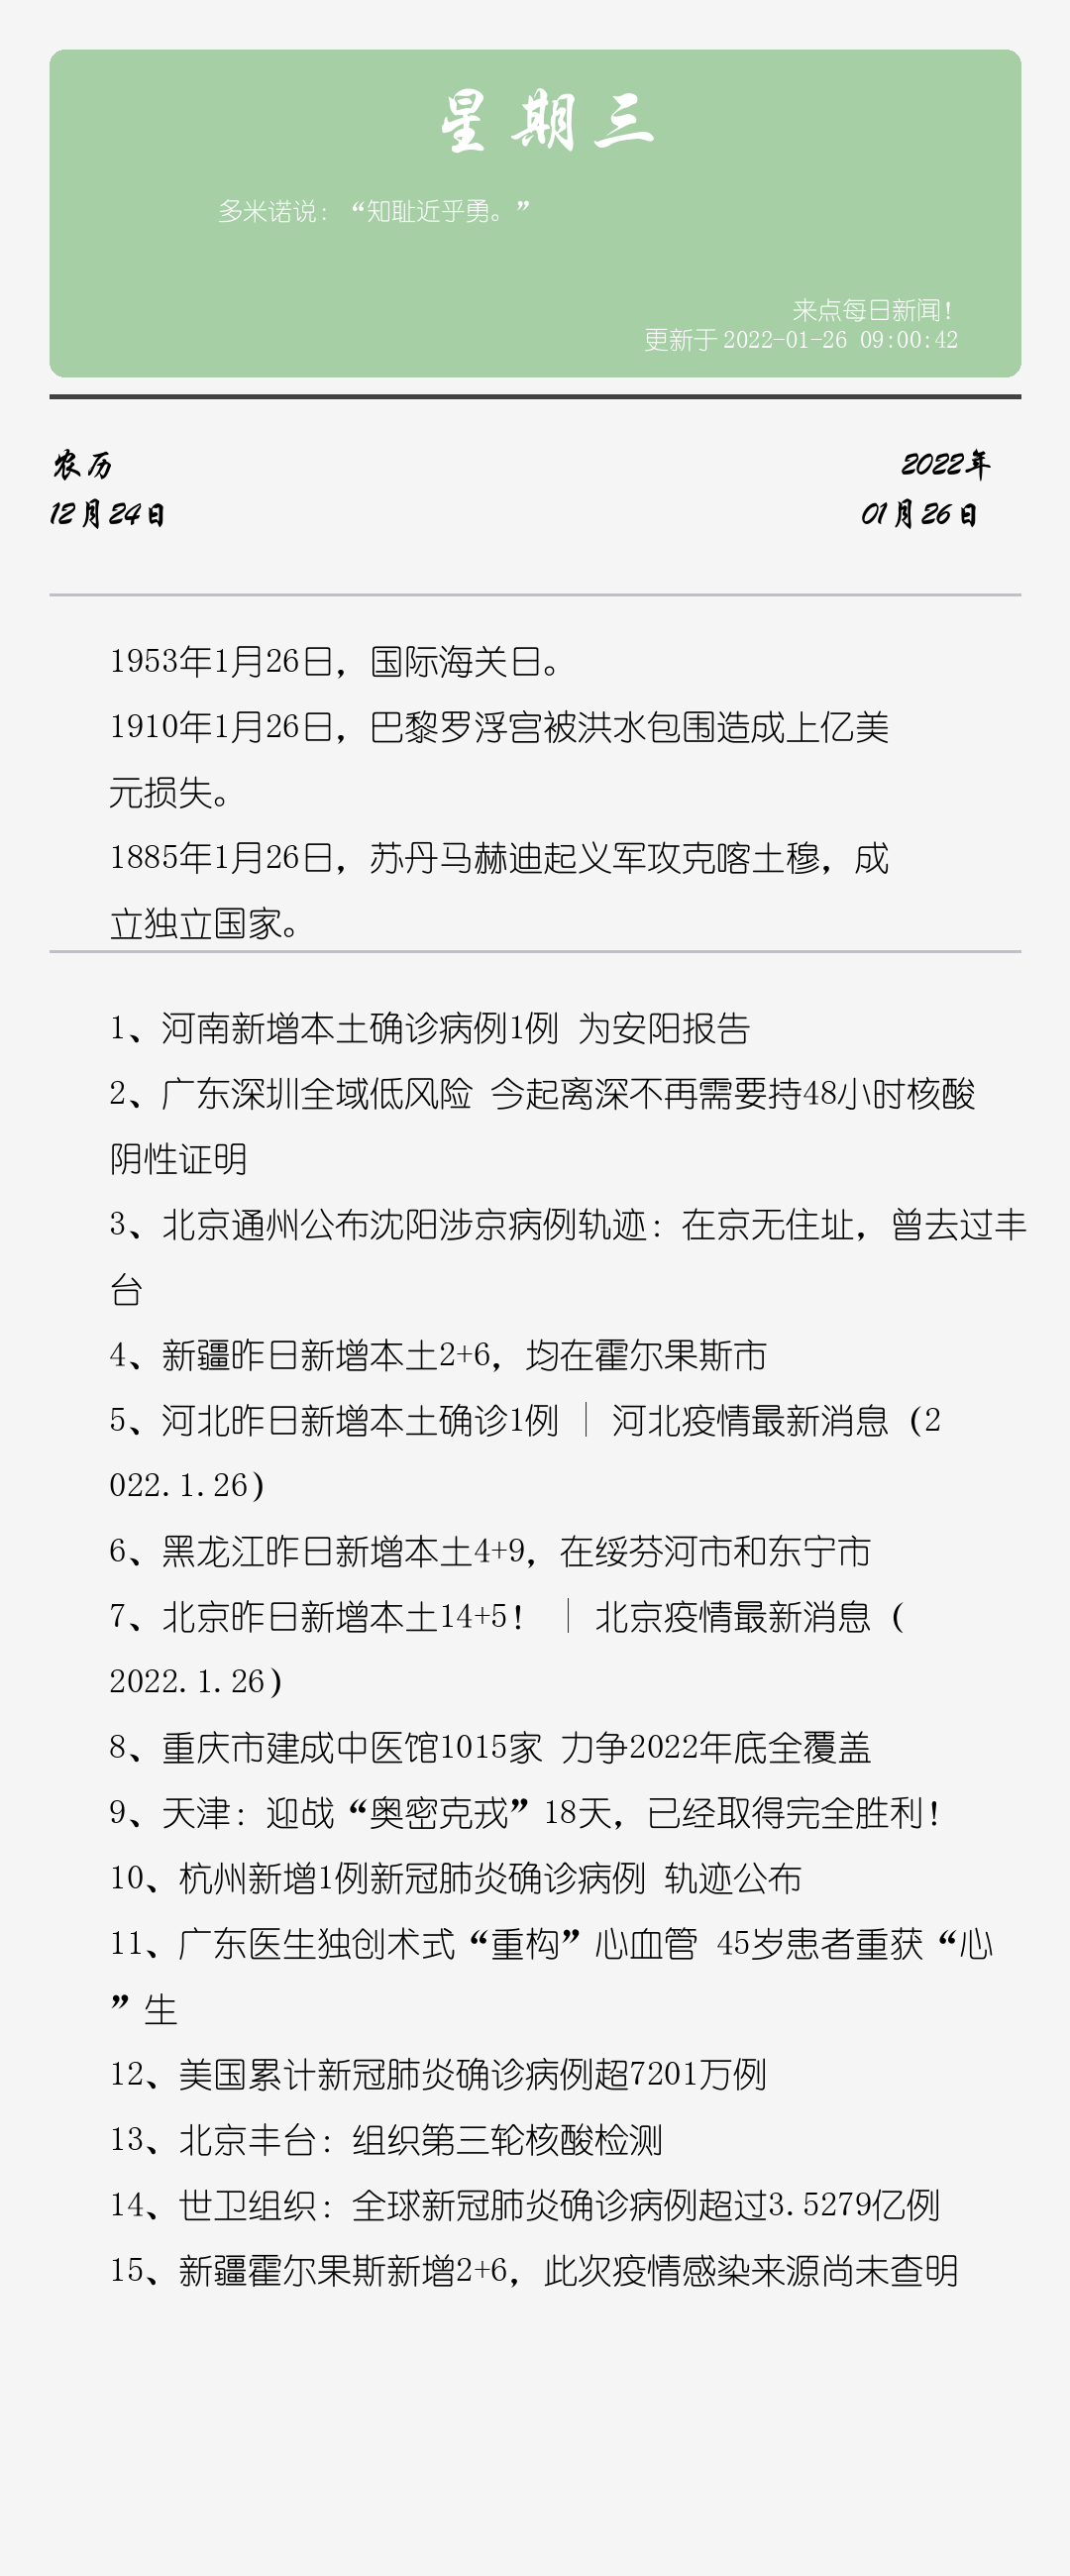 星期三
多米诺说：“知耻近乎勇。”
来点每日新闻！
更新于 2022-01-26 09:00:42
农历
2022年
12月24日
01月26日
1953年1月26日，国际海关日。
1910年1月26日，巴黎罗浮宫被洪水包围造成上亿美
元损失。
1885年1月26日，苏丹马赫迪起义军攻克喀土穆，成
立独立国家。
1、河南新增本土确诊病例1例 为安阳报告
2、广东深圳全域低风险 今起离深不再需要持48小时核酸
阴性证明
3、北京通州公布沈阳涉京病例轨迹：在京无住址，曾去过丰
台
4、新疆昨日新增本土2+6，均在霍尔果斯市
5、河北昨日新增本土确诊1例 | 河北疫情最新消息（2
022.1.26）
6、黑龙江昨日新增本土4+9，在绥芬河市和东宁市
7、北京昨日新增本土14+5！ | 北京疫情最新消息（
2022.1.26）
8、重庆市建成中医馆1015家 力争2022年底全覆盖
9、天津：迎战“奥密克戎”18天，已经取得完全胜利！
10、杭州新增1例新冠肺炎确诊病例 轨迹公布
11、广东医生独创术式“重构”心血管 45岁患者重获“心
”生
12、美国累计新冠肺炎确诊病例超7201万例
13、北京丰台：组织第三轮核酸检测
14、世卫组织：全球新冠肺炎确诊病例超过3.5279亿例
15、新疆霍尔果斯新增2+6，此次疫情感染来源尚未查明